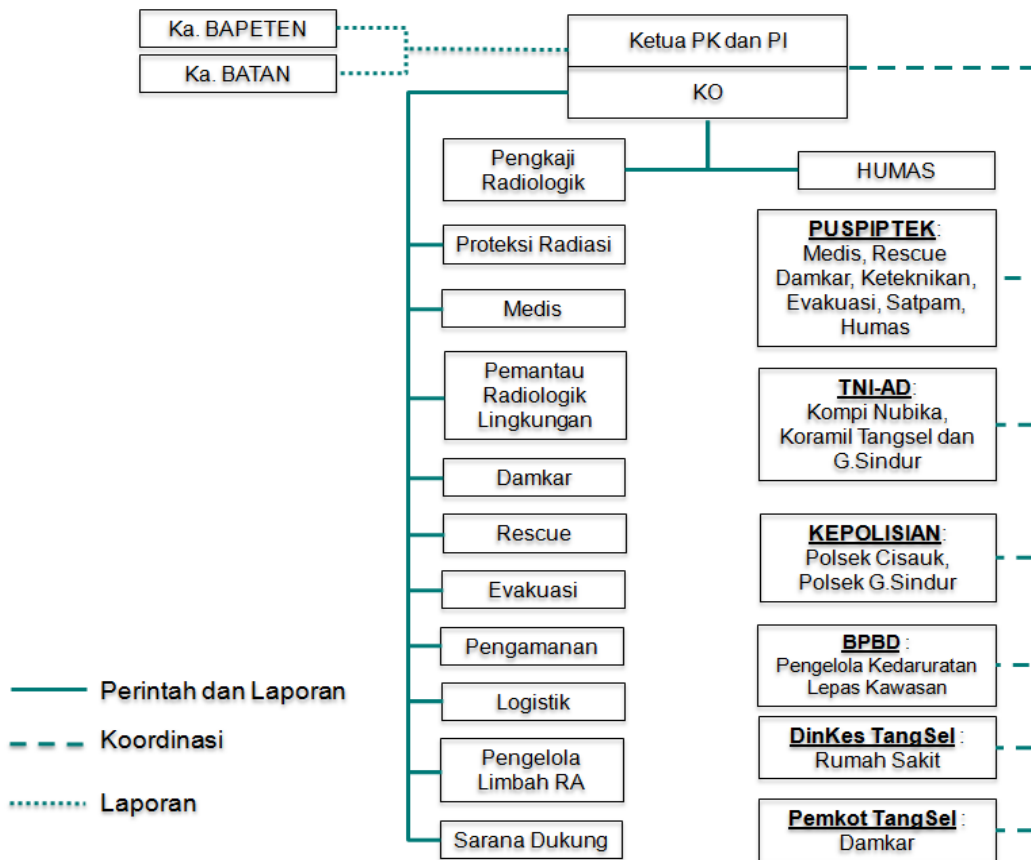 Ka. BAPETEN
Ka. BATAN
Ketua PK dan PI
KO
Pengkaji
Radiologik
HUMAS
Proteksi Radiasi
Medis
Pemantau
Radiologik
Lingkungan
Damkar
Rescue
Evakuasi
Pengamanan
Logistik
Pengelola
Limbah RA
Sarana Dukung
PUSPIPTEK:
Medis, Rescue
Damkar, Keteknikan,
Evakuasi, Satpam,
Humas
TNI-AD:
Kompi Nubika,
Koramil Tangsel dan
G.Sindur
KEPOLISIAN:
Polsek Cisauk,
Polsek G.Sindur
BPBD :
Pengelola Kedaruratan
Lepas Kawasan
DinKes TangSel :
Rumah Sakit
Pemkot TangSel :
Damkar
Perintah dan Laporan
Koordinasi
Laporan